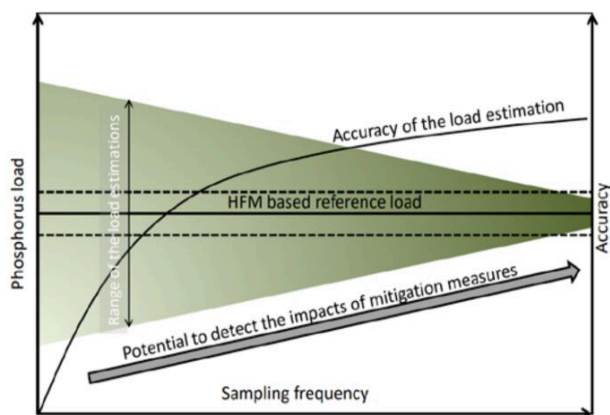 Phosphorus load
Range of the load estimations
Accuracy of the load estimation
HFM based reference load
Potential to detect the impacts of mitigation measures
Sampling frequency
Accuracy